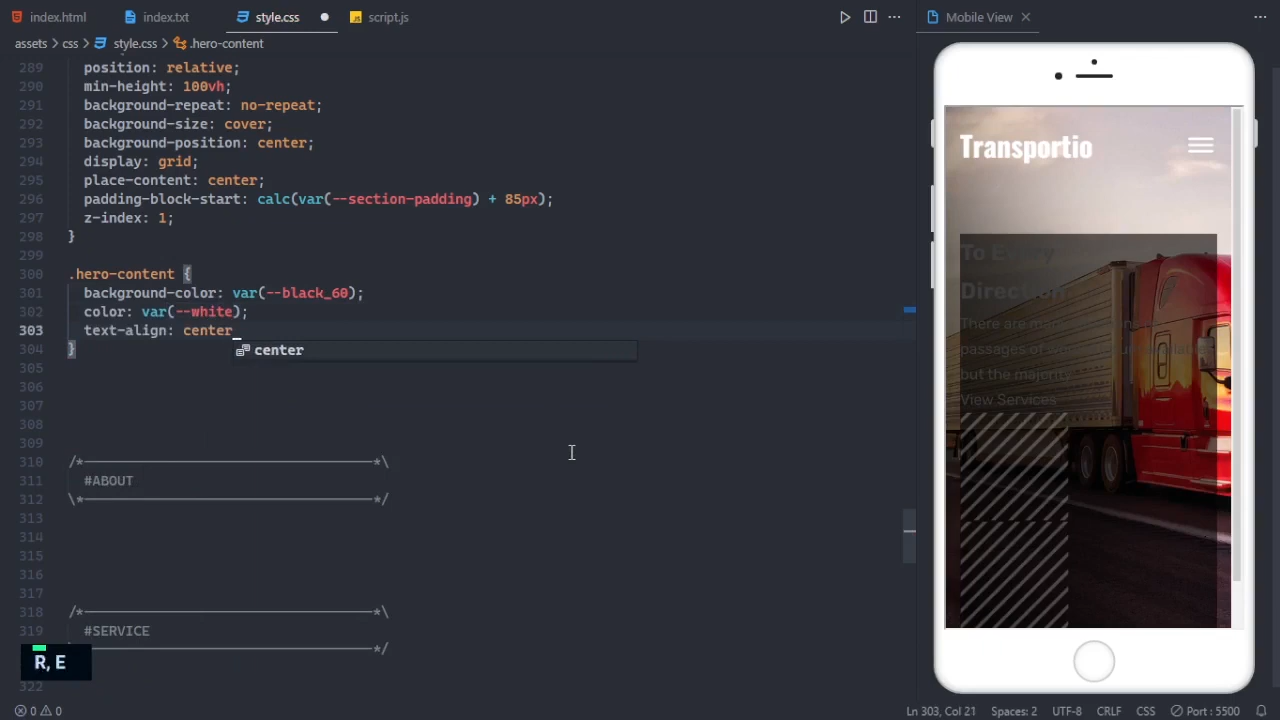 index.html index.txt style.css script.js Mobile View
assets > css > style.css > .hero-content
289 position: relative;
290 min-height: 100vh;
291 background-repeat: no-repeat;
292 background-size: cover;
293 background-position: center;
294 display: grid;
295 place-content: center;
296 padding-block-start: calc(var(--section-padding) + 85px);
297 z-index: 1;
298 }
299
300 .hero-content {
301 background-color: var(--black_60);
302 color: var(--white);
303 text-align: center
304 }
center
305
306
307
308
309
310 /*-----------------------------------*\
311 #ABOUT
312 \*-----------------------------------*/
313
314
315
316
317
318 /*-----------------------------------*\
319 #SERVICE
\*-----------------------------------*/
322
R, E
Transportio
To Every
Direction
There are
passages of
but the majority
View Services
0 0 Ln 303, Col 21 Spaces: 2 UTF-8 CRLF CSS Port : 5500